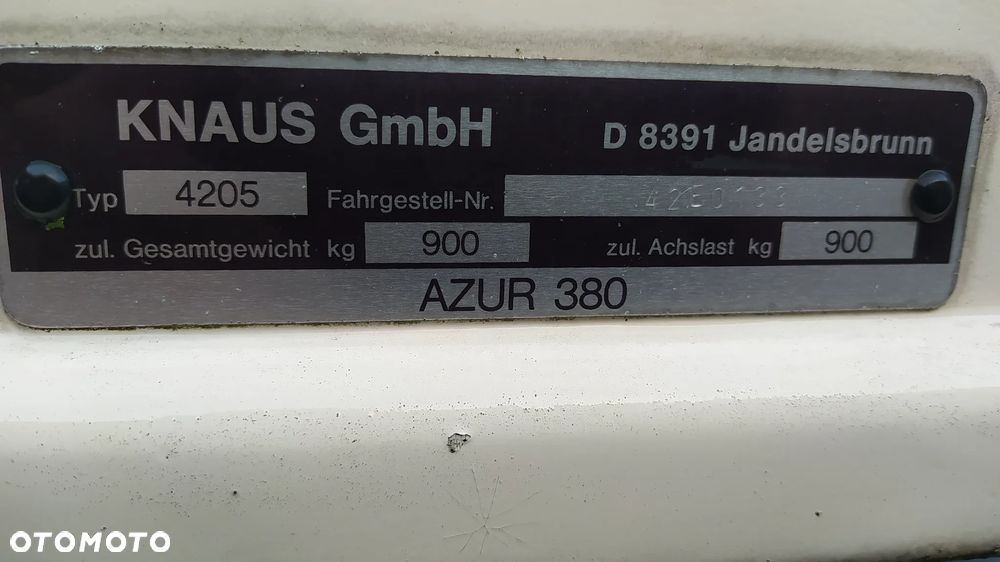 KNAUS GmbH D 8391 Jandelsbrunn
Typ 4205 Fahrgestell-Nr. 42E0133
zul. Gesamtgewicht kg 900 zul. Achslast kg 900
AZUR 380
OTOMOTO